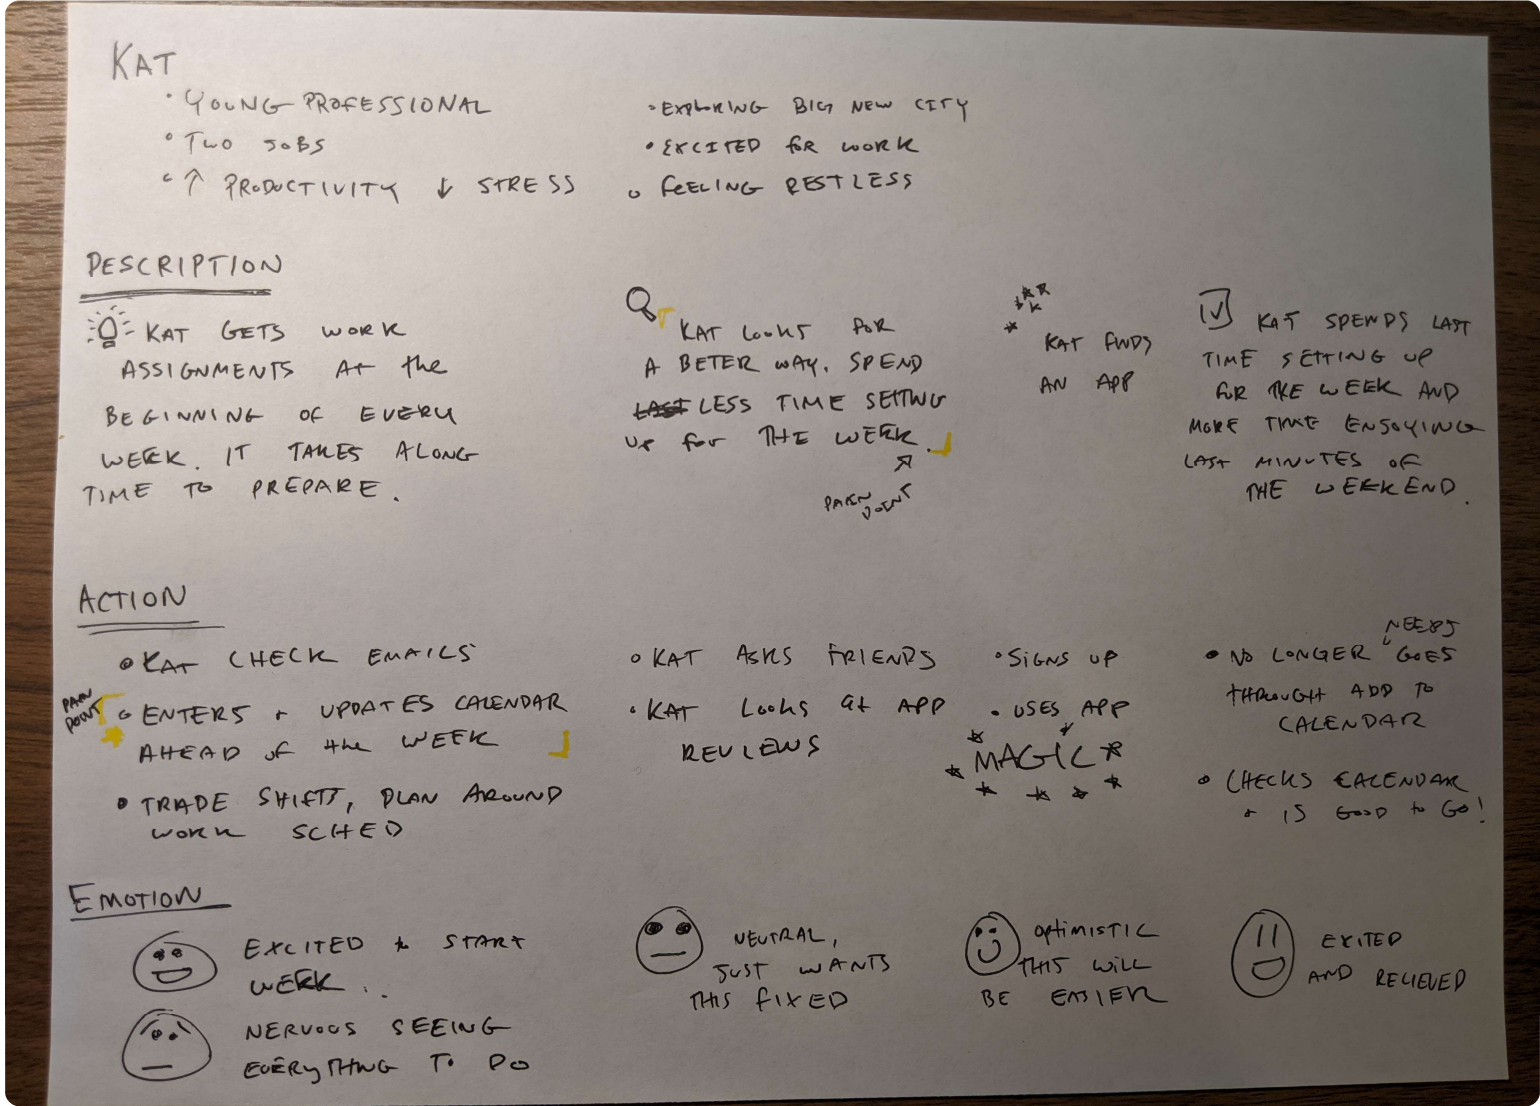 KAT
• YOUNG PROFESSIONAL
• TWO JOBS
• ↑ PRODUCTIVITY ↓ STRESS
• EXPLORING BIG NEW CITY
• EXCITED for WORK
• FEELING RESTLESS
DESCRIPTION
KAT GETS WORK
ASSIGNMENTS At the
BEGINNING OF EVERY
WEEK. IT TAKES ALONG
TIME TO PREPARE.
KAT Looks FOR
A BETER WAY. SPEND
LAST LESS TIME SETTING
UP for THE WEEK.
PAIN
POINT
KAT FINDS
AN APP
KAT SPENDS LAST
TIME SETTING UP
FOR THE WEEK AND
MORE TIME ENJOYING
LAST MINUTES OF
THE WEEKEND.
ACTION
• KAT CHECK EMAILS
PAIN
POINT
• ENTERS + UPDATES CALENDAR
AHEAD of the WEEK
• TRADE SHIFTS, PLAN AROUND
WORK SCHED
• KAT ASKS FRIENDS
• KAT Looks at APP
REVIEWS
• SIGNS UP
• USES APP
MAGIC
NEEDS
• NO LONGER GOES
THROUGH ADD TO
CALENDAR
• CHECKS CALENDAR
+ IS GOOD to GO!
EMOTION
EXCITED to START
WEEK..
NERVOUS SEEING
EVERYTHING TO DO
NEUTRAL,
JUST WANTS
THIS FIXED
OPTIMISTIC
THIS WILL
BE EASIER
EXITED
AND RELIEVED